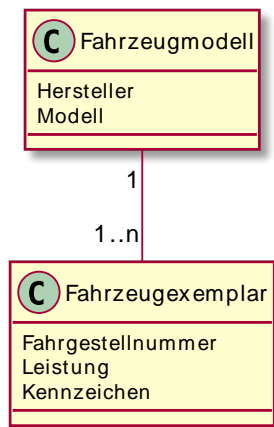 C Fahrzeugmodell
Hersteller
Modell
1
1..n
C Fahrzeugexemplar
Fahrgestellnummer
Leistung
Kennzeichen